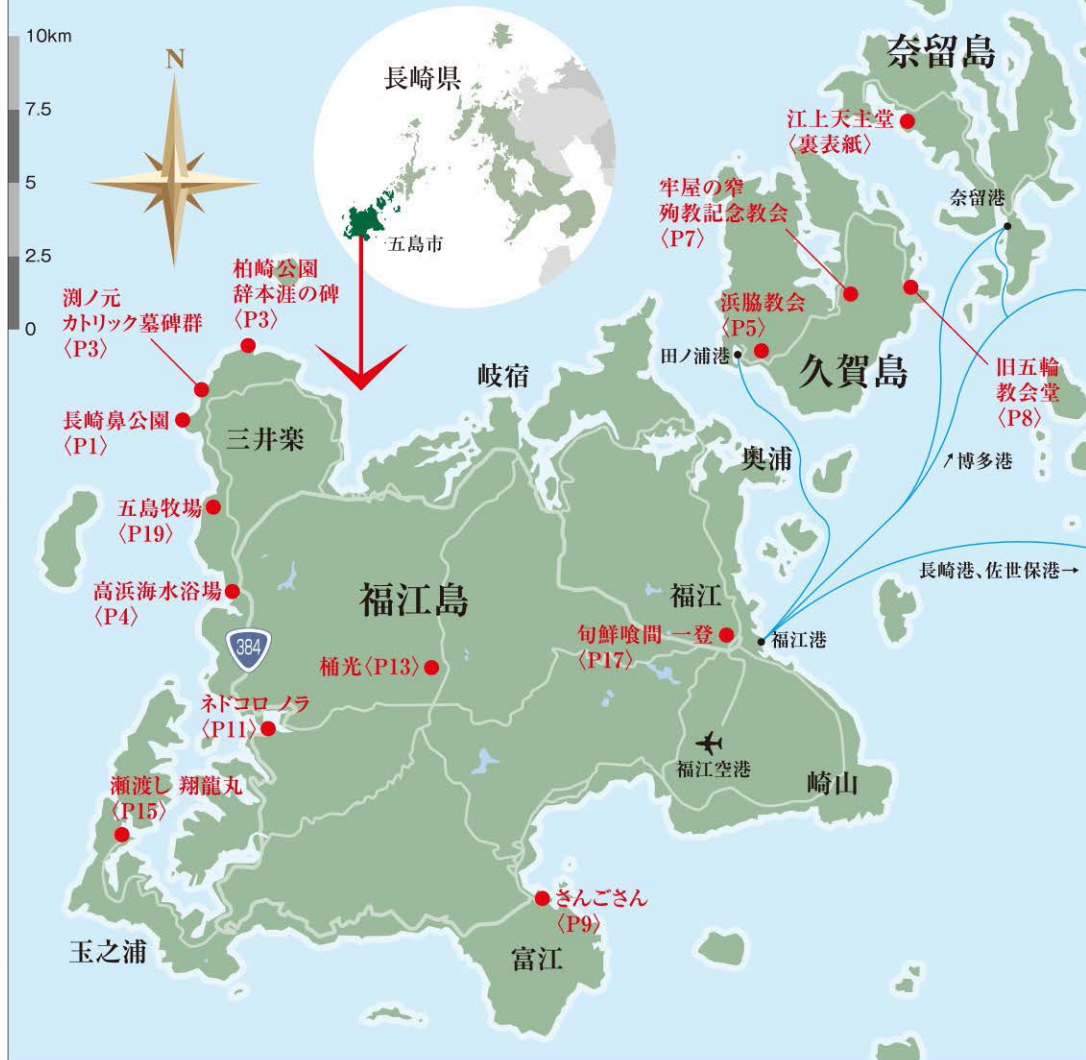 10km
7.5
5
2.5
0
N
長崎県
五島市
奈留島
江上天主堂
〈裏表紙〉
奈留港
牢屋の窄
殉教記念教会
〈P7〉
浜脇教会
〈P5〉
田ノ浦港
久賀島
旧五輪
教会堂
〈P8〉
柏崎公園
辞本涯の碑
〈P3〉
渕ノ元
カトリック墓碑群
〈P3〉
長崎鼻公園
〈P1〉
三井楽
岐宿
奥浦
↗博多港
長崎港、佐世保港→
五島牧場
〈P19〉
高浜海水浴場
〈P4〉
384
福江島
福江
旬鮮喰間 一登
〈P17〉
福江港
桶光〈P13〉
ネドコロ ノラ
〈P11〉
福江空港
崎山
瀬渡し 翔龍丸
〈P15〉
さんごさん
〈P9〉
玉之浦
富江